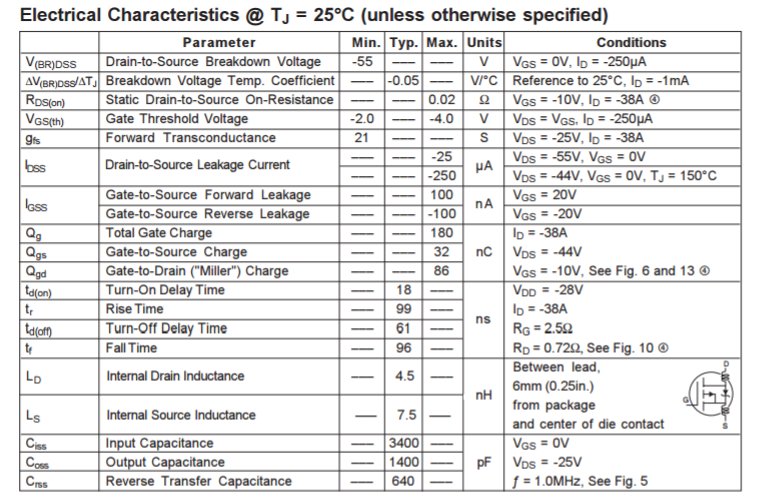 Electrical Characteristics @ TJ = 25°C (unless otherwise specified)
Parameter Min. Typ. Max. Units Conditions
V(BR)DSS Drain-to-Source Breakdown Voltage -55 ––– ––– V VGS = 0V, ID = -250µA
ΔV(BR)DSS/ΔTJ Breakdown Voltage Temp. Coefficient ––– -0.05 ––– V/°C Reference to 25°C, ID = -1mA
RDS(on) Static Drain-to-Source On-Resistance ––– ––– 0.02 Ω VGS = -10V, ID = -38A ④
VGS(th) Gate Threshold Voltage -2.0 ––– -4.0 V VDS = VGS, ID = -250µA
gfs Forward Transconductance 21 ––– ––– S VDS = -25V, ID = -38A
IDSS Drain-to-Source Leakage Current ––– ––– -25 µA VDS = -55V, VGS = 0V
––– ––– -250 VDS = -44V, VGS = 0V, TJ = 150°C
IGSS Gate-to-Source Forward Leakage ––– ––– 100 nA VGS = 20V
Gate-to-Source Reverse Leakage ––– ––– -100 VGS = -20V
Qg Total Gate Charge ––– ––– 180 ID = -38A
Qgs Gate-to-Source Charge ––– ––– 32 nC VDS = -44V
Qgd Gate-to-Drain ("Miller") Charge ––– ––– 86 VGS = -10V, See Fig. 6 and 13 ④
td(on) Turn-On Delay Time ––– 18 ––– VDD = -28V
tr Rise Time ––– 99 ––– ns ID = -38A
td(off) Turn-Off Delay Time ––– 61 ––– RG = 2.5Ω
tf Fall Time ––– 96 ––– RD = 0.72Ω, See Fig. 10 ④
LD Internal Drain Inductance ––– 4.5 ––– nH Between lead,
6mm (0.25in.)
LS Internal Source Inductance ––– 7.5 ––– from package
and center of die contact
D
G
S
Ciss Input Capacitance ––– 3400 ––– VGS = 0V
Coss Output Capacitance ––– 1400 ––– pF VDS = -25V
Crss Reverse Transfer Capacitance ––– 640 ––– ƒ = 1.0MHz, See Fig. 5